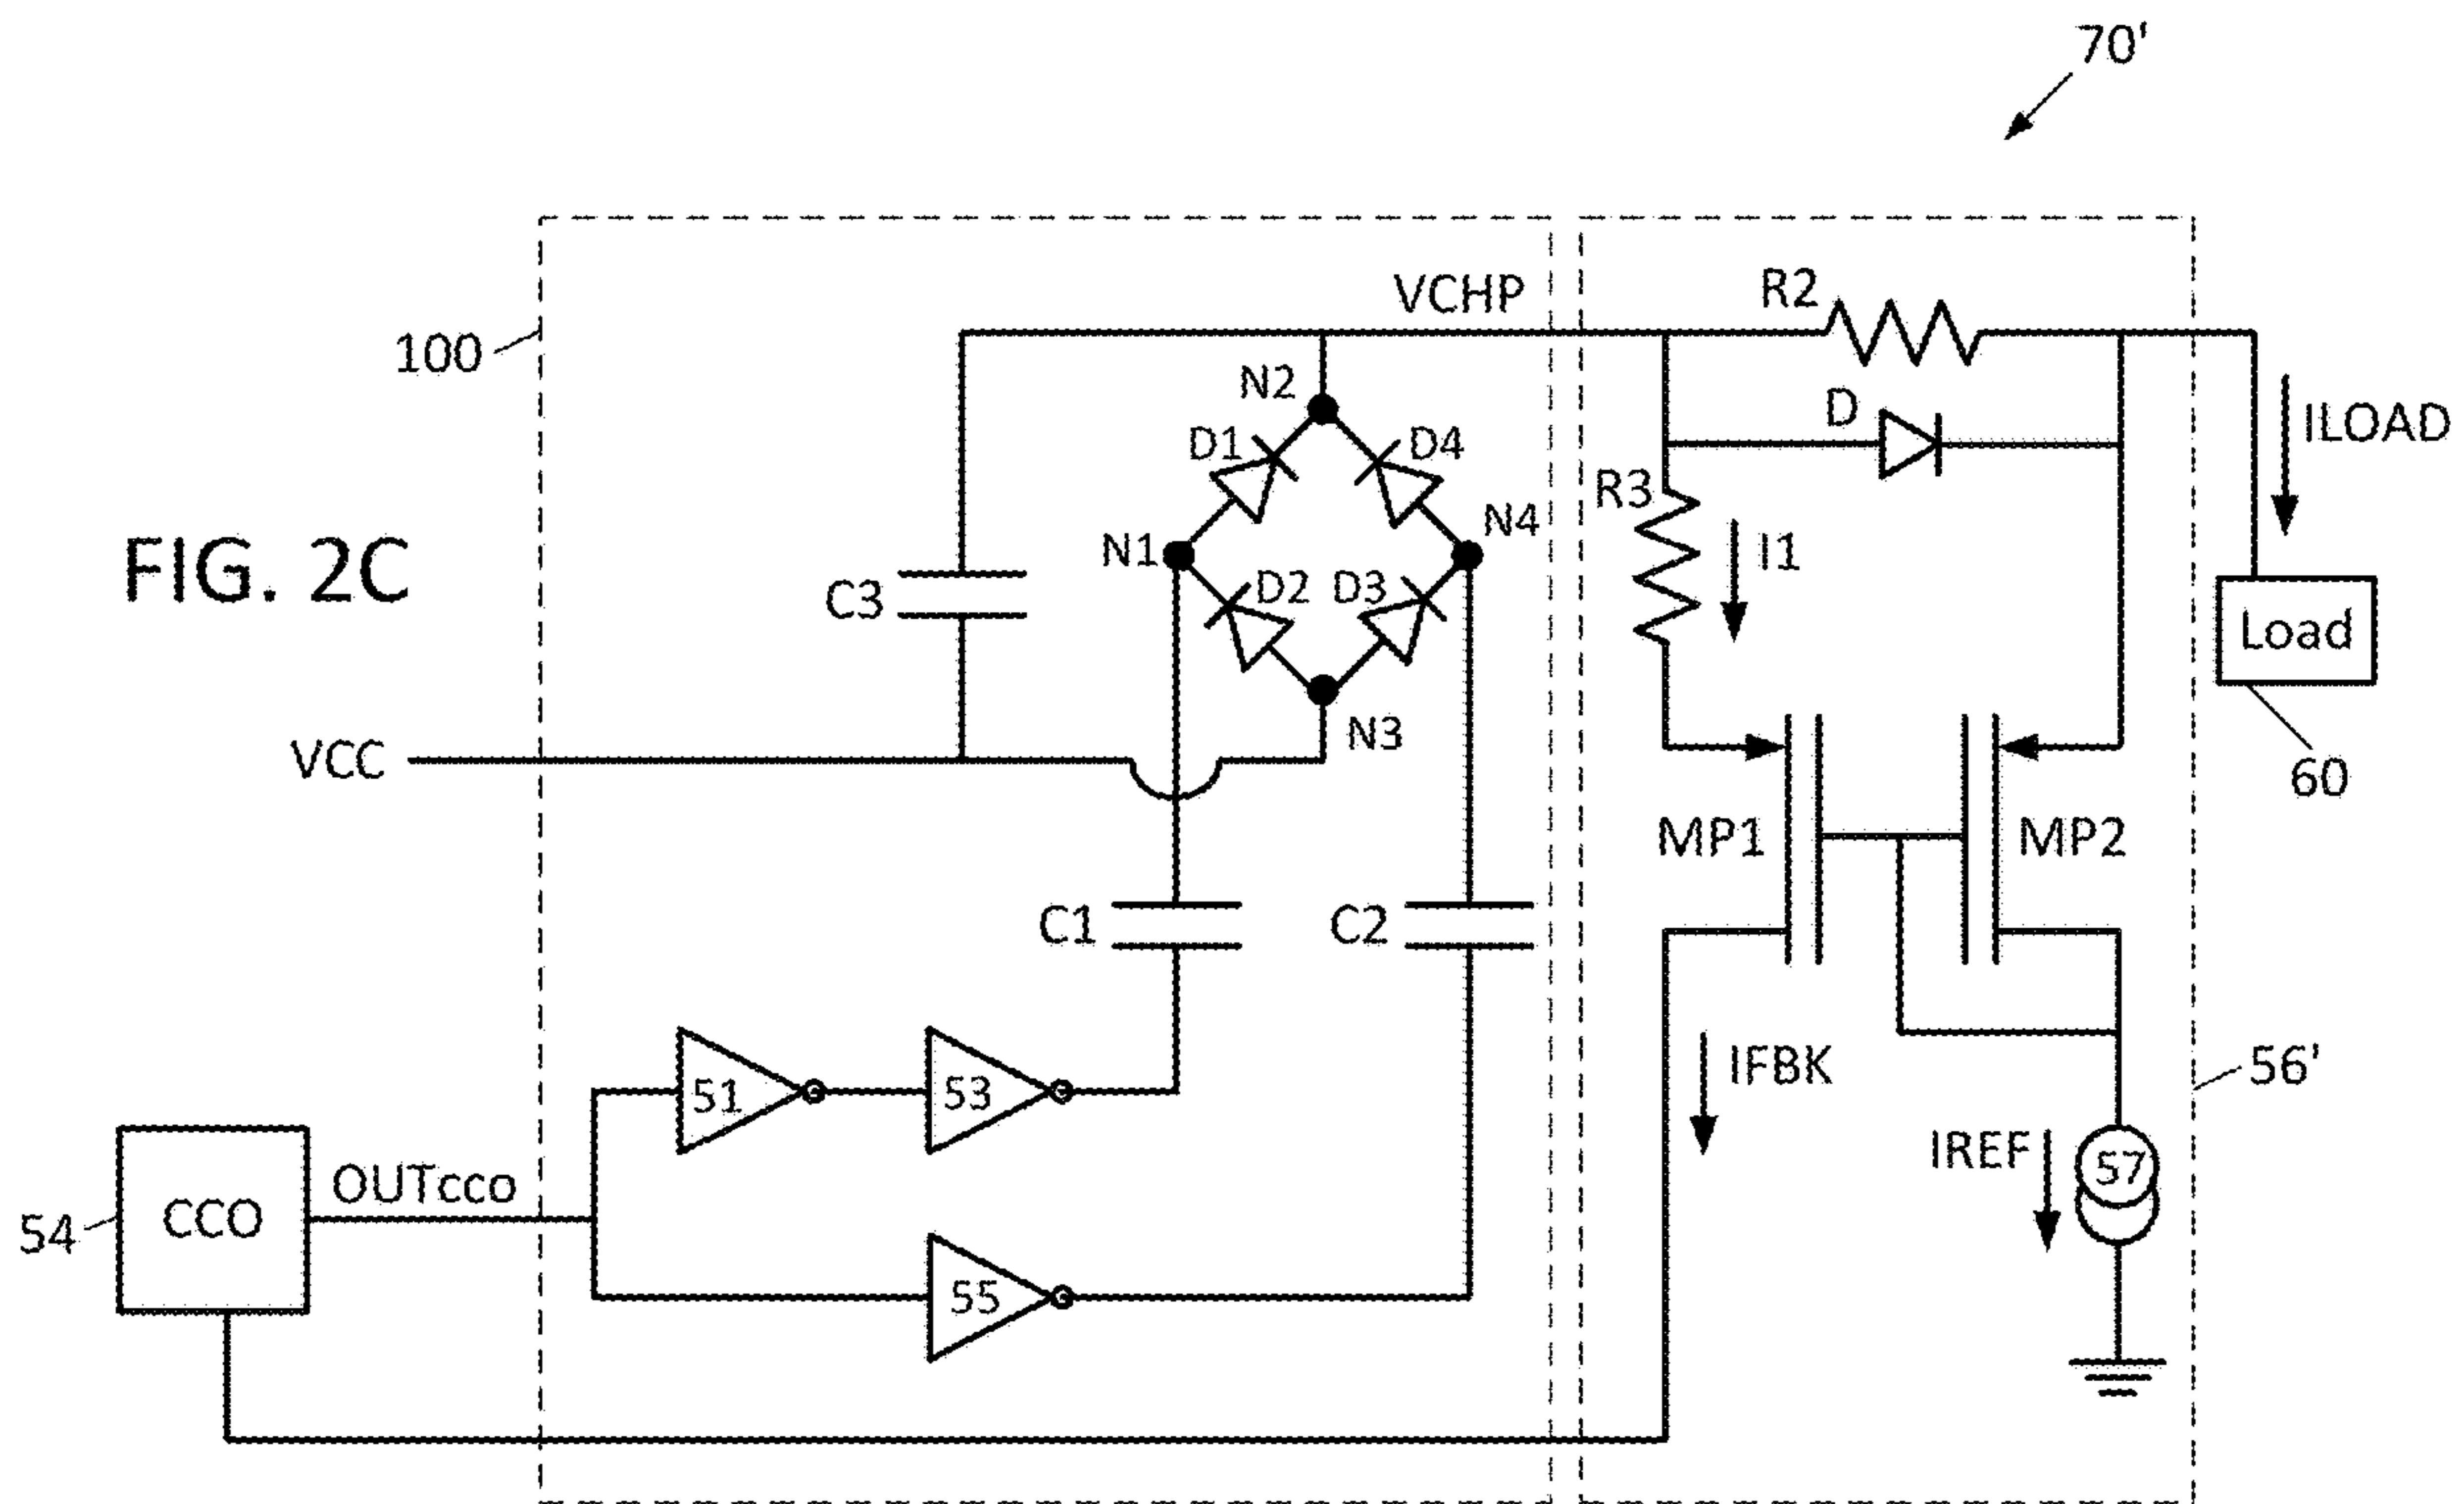 70'
100
VCHP
R2
N2
D
ILOAD
D1
D4
R3
N4
FIG. 2C
N1
I1
C3
D2
D3
Load
N3
VCC
60
MP1
MP2
C1
C2
IFBK
56'
51
53
IREF
57
OUTcco
CCO
54
55